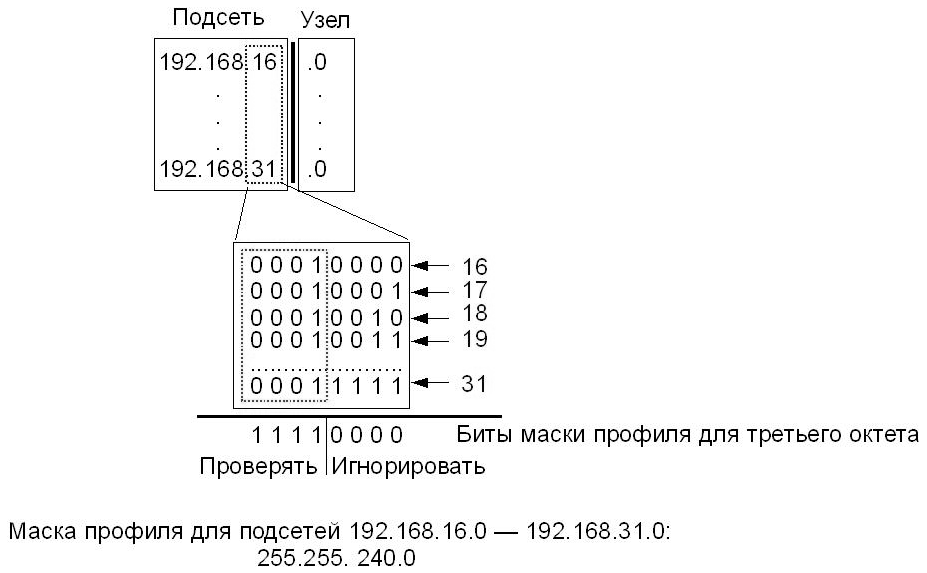 Подсеть Узел
192.168.16 .0
. .
. .
. .
192.168.31 .0
0 0 0 1 0 0 0 0 16
0 0 0 1 0 0 0 1 17
0 0 0 1 0 0 1 0 18
0 0 0 1 0 0 1 1 19
........................................
0 0 0 1 1 1 1 1 31
1 1 1 1 0 0 0 0 Биты маски профиля для третьего октета
Проверять Игнорировать
Маска профиля для подсетей 192.168.16.0 — 192.168.31.0:
255.255. 240.0